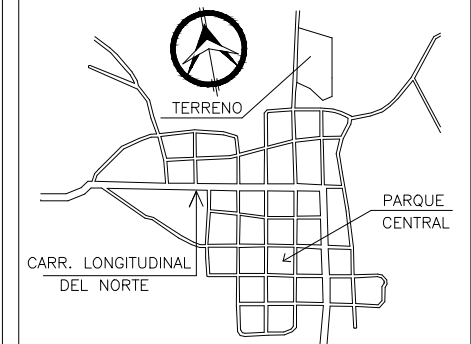 TERRENO
PARQUE
CENTRAL
CARR. LONGITUDINAL
DEL NORTE